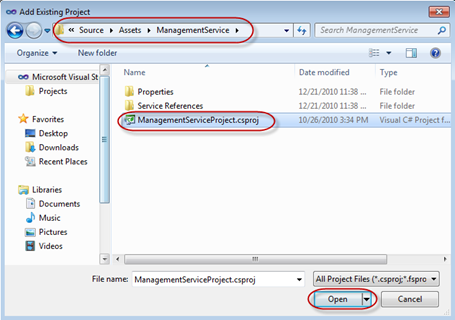 Add Existing Project
« Source ▸ Assets ▸ ManagementService ▸
Search ManagementService
Organize ▾ New folder
Microsoft Visual St
Projects
Favorites
Desktop
Downloads
Recent Places
Libraries
Documents
Music
Pictures
Videos
Name Date modified Type
Properties 12/21/2010 11:38 ... File folder
Service References 12/21/2010 11:38 ... File folder
ManagementServiceProject.csproj 10/26/2010 3:34 PM Visual C# Project f...
File name: ManagementServiceProject.csproj
All Project Files (*.csproj;*.fspro
Open Cancel